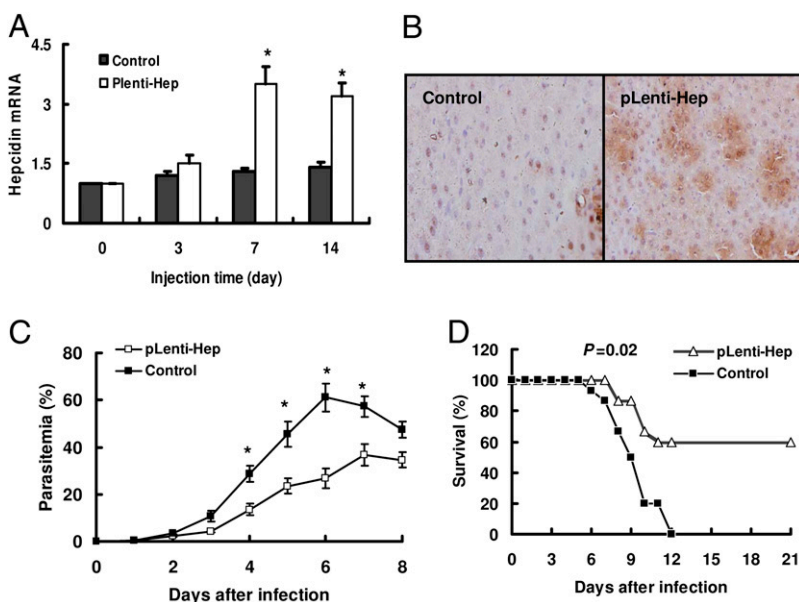 A
4.5
3
1.5
0
Hepcidin mRNA
Control
Plenti-Hep
*
*
0 3 7 14
Injection time (day)
B
Control
pLenti-Hep
C
pLenti-Hep
Control
80
60
40
20
0
Parasitemia (%)
*
*
*
*
0 2 4 6 8
Days after infection
D
P=0.02
pLenti-Hep
Control
120
100
80
60
40
20
0
Survival (%)
0 3 6 9 12 15 18 21
Days after infection